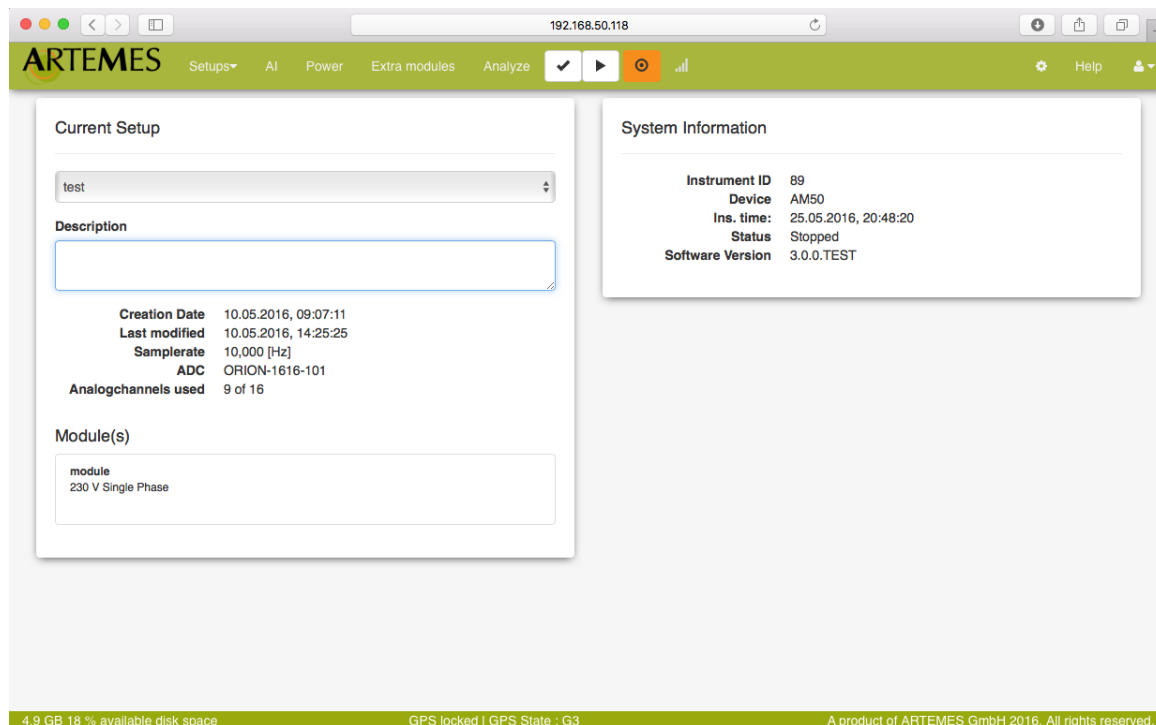 192.168.50.118
ARTEMES Setups AI Power Extra modules Analyze Help
Current Setup
test
Description
Creation Date 10.05.2016, 09:07:11
Last modified 10.05.2016, 14:25:25
Samplerate 10,000 [Hz]
ADC ORION-1616-101
Analogchannels used 9 of 16
Module(s)
module
230 V Single Phase
System Information
Instrument ID 89
Device AM50
Ins. time: 25.05.2016, 20:48:20
Status Stopped
Software Version 3.0.0.TEST
4.9 GB 18 % available disk space GPS locked | GPS State : G3 A product of ARTEMES GmbH 2016. All rights reserved.